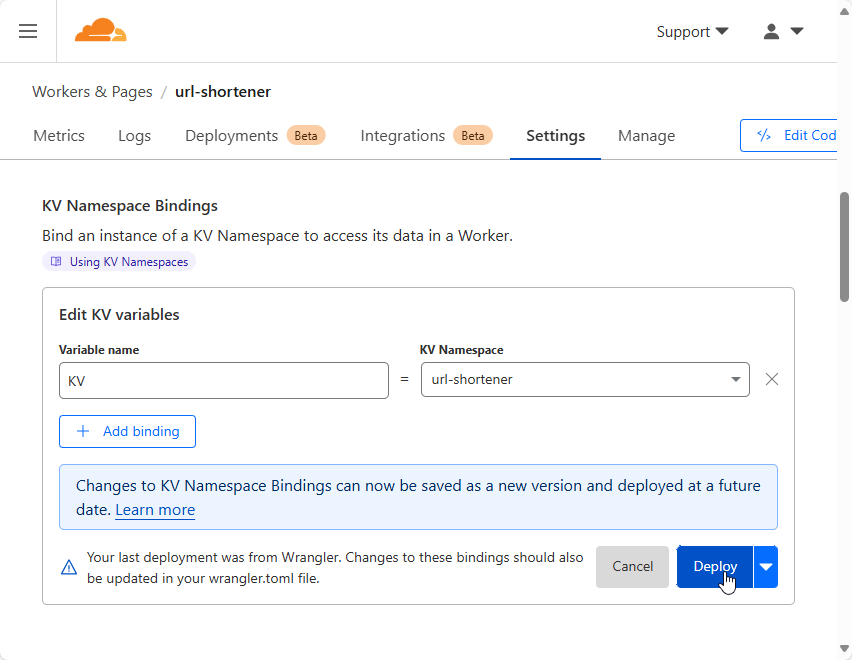 Support
Workers & Pages / url-shortener
Metrics Logs Deployments Beta Integrations Beta Settings Manage </> Edit Cod
KV Namespace Bindings
Bind an instance of a KV Namespace to access its data in a Worker.
Using KV Namespaces
Edit KV variables
Variable name KV Namespace
KV = url-shortener
+ Add binding
Changes to KV Namespace Bindings can now be saved as a new version and deployed at a future
date. Learn more
Your last deployment was from Wrangler. Changes to these bindings should also
be updated in your wrangler.toml file.
Cancel Deploy